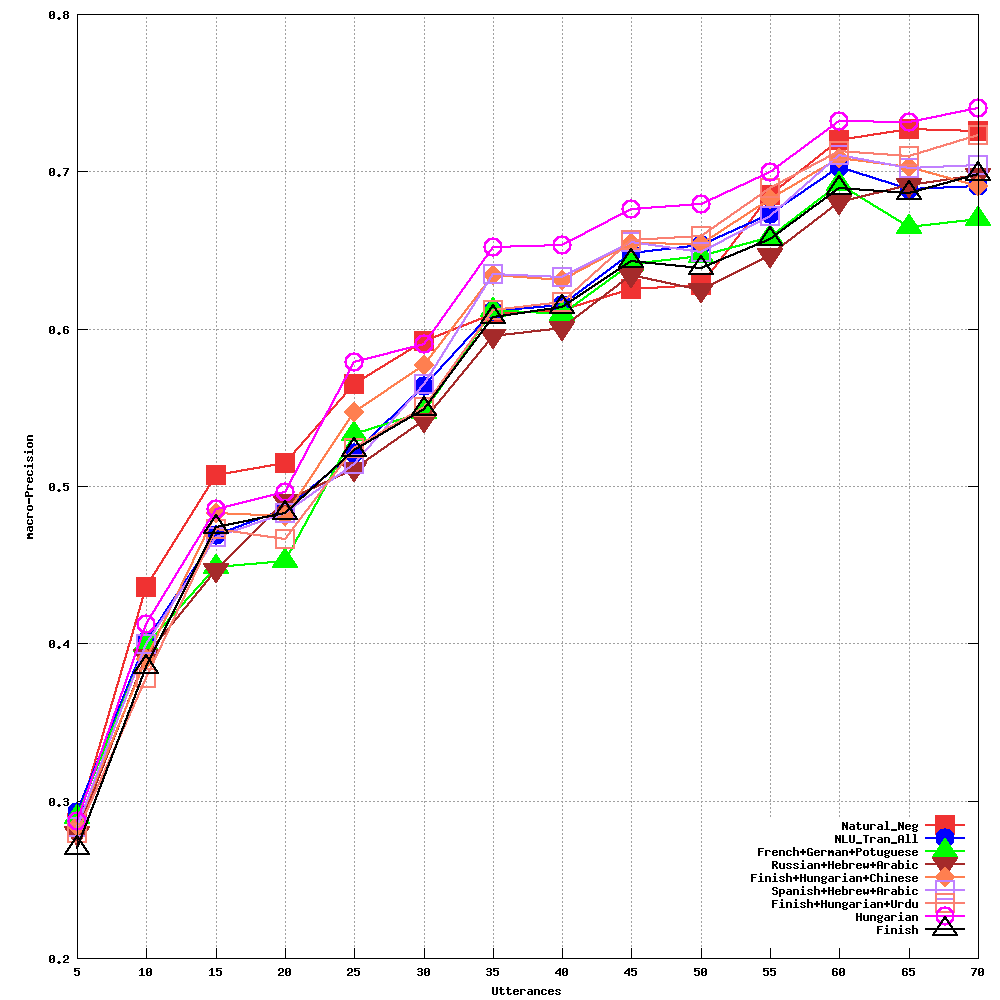 0.8
0.7
0.6
0.5
0.4
0.3
0.2
macro-Precision
Natural_Neg
NLU_Tran_All
French+German+Potuguese
Russian+Hebrew+Arabic
Finish+Hungarian+Chinese
Spanish+Hebrew+Arabic
Finish+Hungarian+Urdu
Hungarian
Finish
5 10 15 20 25 30 35 40 45 50 55 60 65 70
Utterances